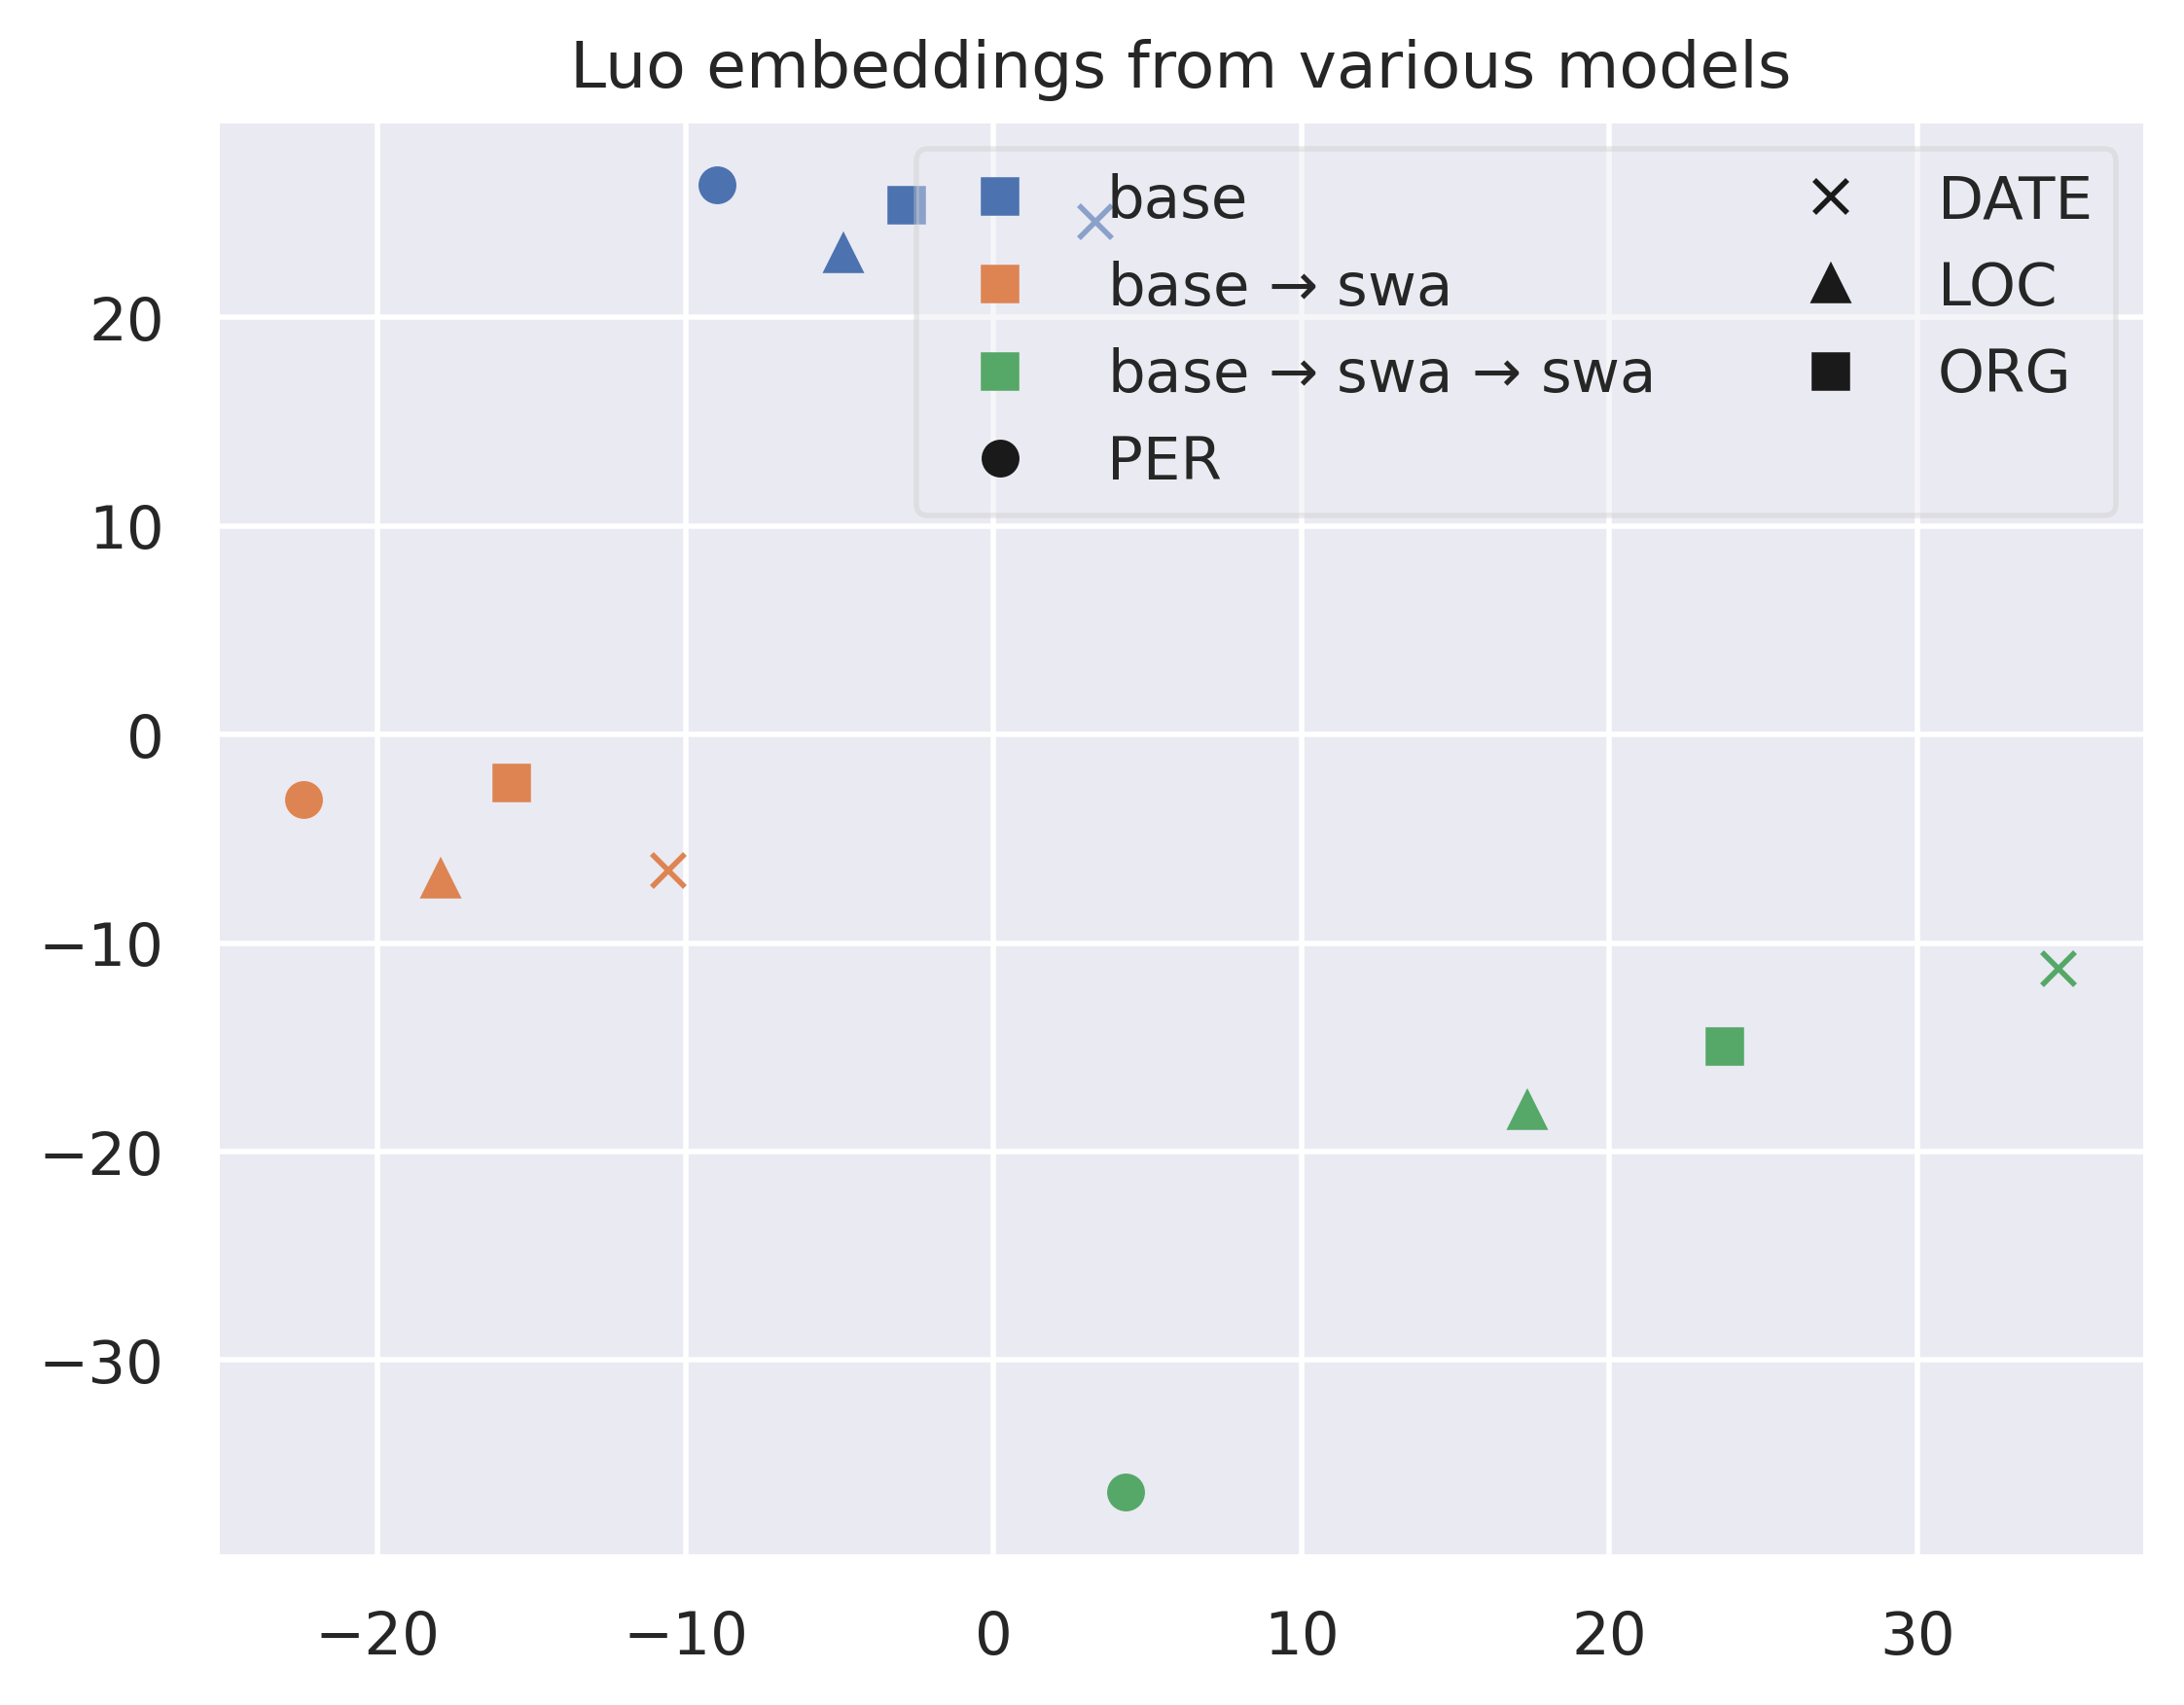 Luo embeddings from various models
base
base → swa
base → swa → swa
PER
DATE
LOC
ORG
20
10
0
−10
−20
−30
−20 −10 0 10 20 30